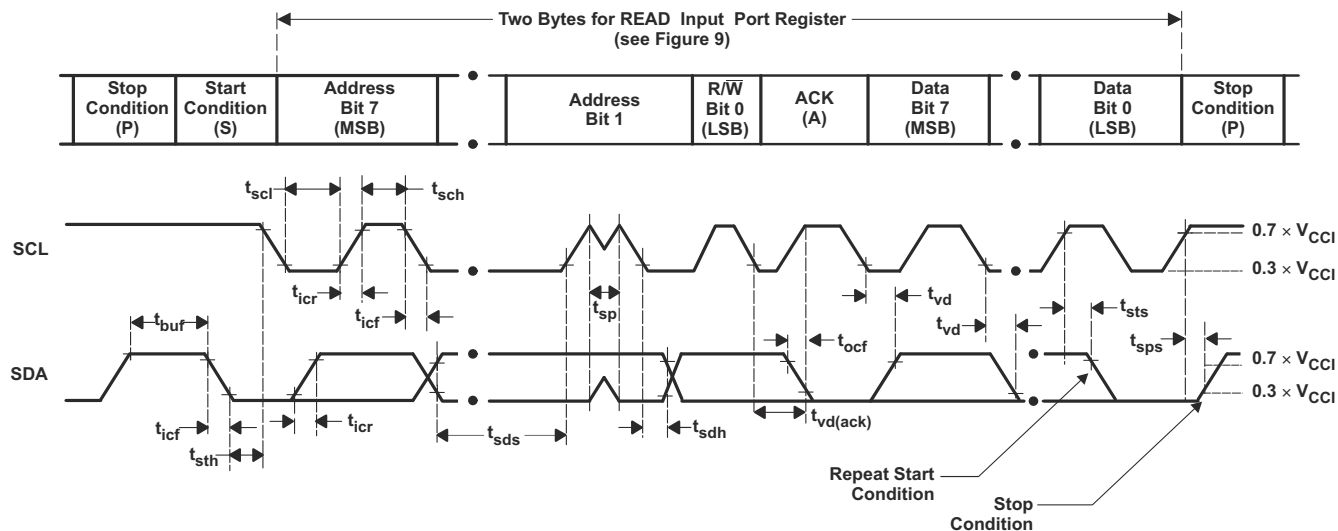 Two Bytes for READ Input Port Register
(see Figure 9)
Stop
Condition
(P)
Start
Condition
(S)
Address
Bit 7
(MSB)
Address
Bit 1
R/W̅
Bit 0
(LSB)
ACK
(A)
Data
Bit 7
(MSB)
Data
Bit 0
(LSB)
Stop
Condition
(P)
tscl
tsch
SCL
0.7 × VCCI
0.3 × VCCI
ticr
ticf
tsp
tvd
tvd
tsts
tbuf
tocf
tsps
SDA
0.7 × VCCI
0.3 × VCCI
ticf
ticr
tsth
tsds
tsdh
tvd(ack)
Repeat Start
Condition
Stop
Condition